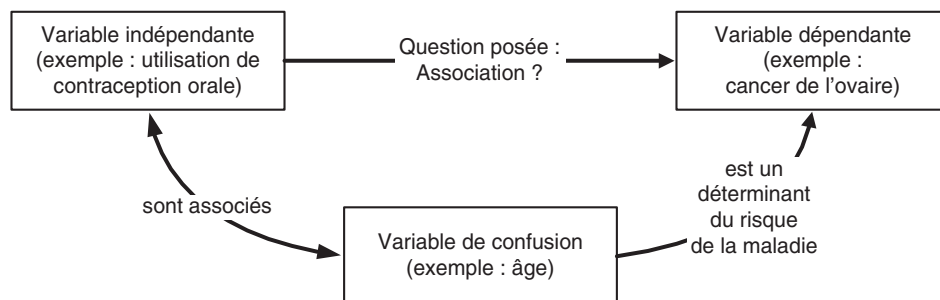 Variable indépendante
(exemple : utilisation de
contraception orale)
Question posée :
Association ?
Variable dépendante
(exemple :
cancer de l’ovaire)
sont associés
est un
déterminant
du risque
de la maladie
Variable de confusion
(exemple : âge)